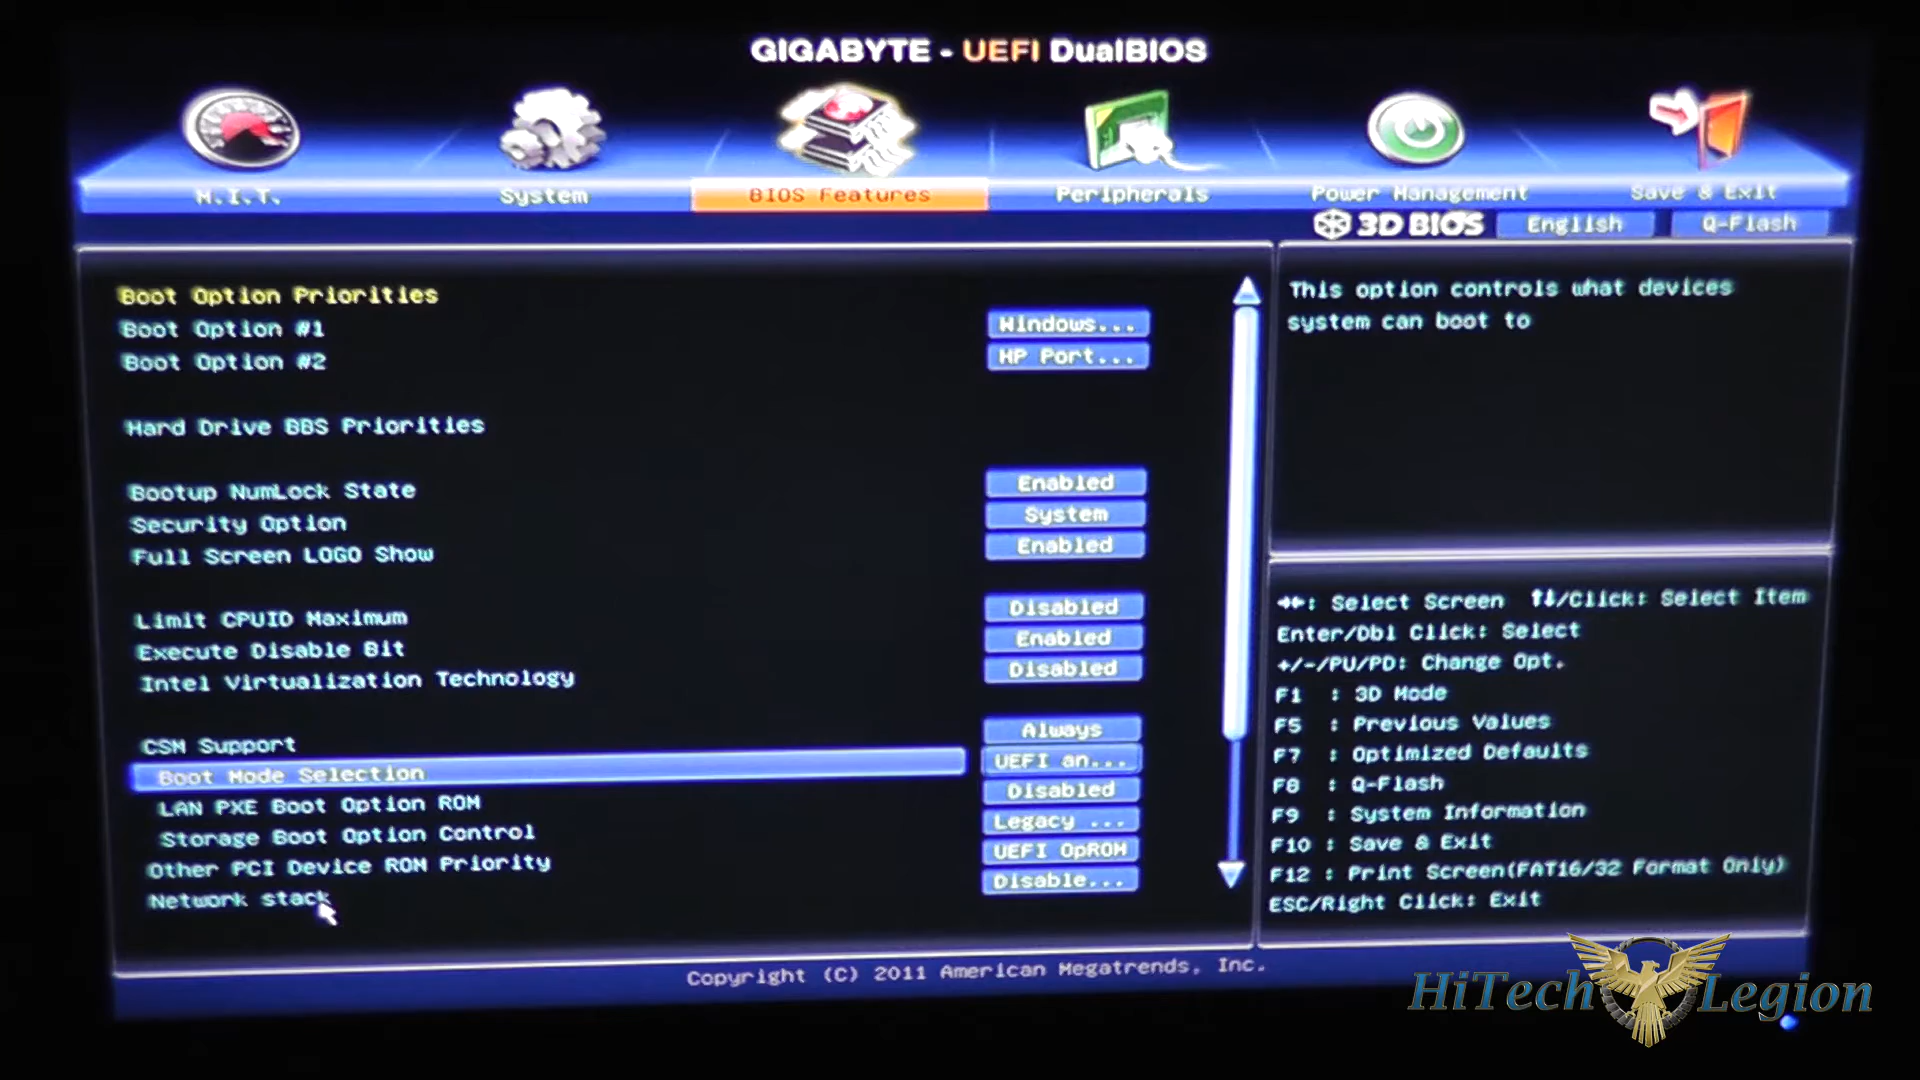 GIGABYTE - UEFI DualBIOS
M.I.T. System BIOS Features Peripherals Power Management Save & Exit
3D BIOS English Q-Flash
Boot Option Priorities
Boot Option #1 Windows...
Boot Option #2 HP Port...
Hard Drive BBS Priorities
Bootup NumLock State Enabled
Security Option System
Full Screen LOGO Show Enabled
Limit CPUID Maximum Disabled
Execute Disable Bit Enabled
Intel Virtualization Technology Disabled
CSM Support Always
Boot Mode Selection UEFI an...
LAN PXE Boot Option ROM Disabled
Storage Boot Option Control Legacy ...
Other PCI Device ROM Priority UEFI OpROM
Network stack Disable...
This option controls what devices
system can boot to
→←: Select Screen ↑↓/Click: Select Item
Enter/Dbl Click: Select
+/-/PU/PD: Change Opt.
F1 : 3D Mode
F5 : Previous Values
F7 : Optimized Defaults
F8 : Q-Flash
F9 : System Information
F10 : Save & Exit
F12 : Print Screen(FAT16/32 Format Only)
ESC/Right Click: Exit
Copyright (C) 2011 American Megatrends, Inc.
HiTech Legion